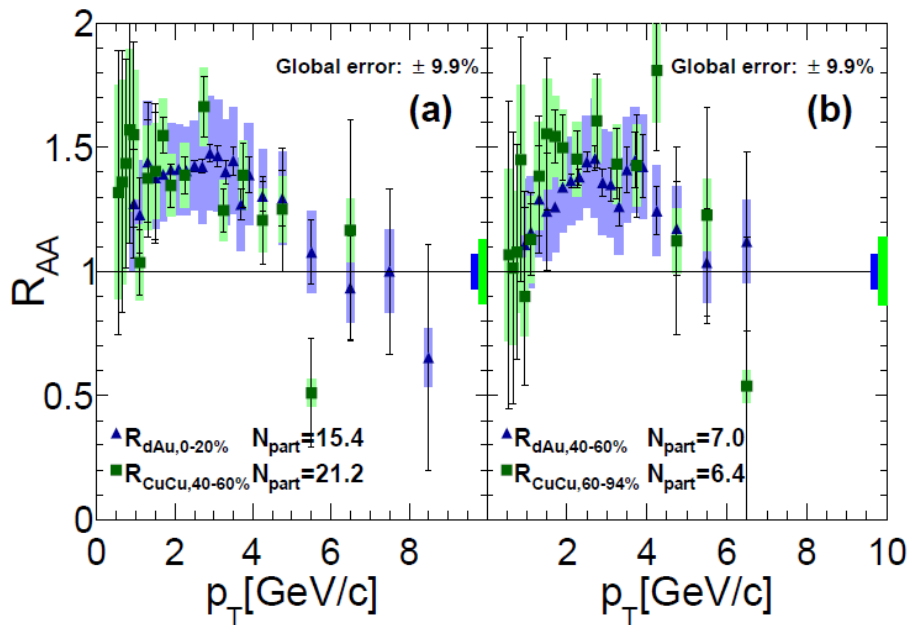 2
1.5
1
0.5
0
R_AA
Global error: ± 9.9%
(a)
R_dAu,0-20% N_part=15.4
R_CuCu,40-60% N_part=21.2
0 2 4 6 8
p_T[GeV/c]
Global error: ± 9.9%
(b)
R_dAu,40-60% N_part=7.0
R_CuCu,60-94% N_part=6.4
2 4 6 8 10
p_T[GeV/c]